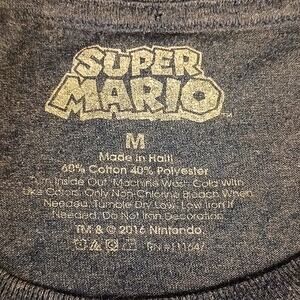 SUPER
MARIO
M
Made in Haiti
60% Cotton 40% Polyester
Turn Inside Out. Machine Wash Cold With
Like Colors. Only Non-Chlorine Bleach When
Needed. Tumble Dry Low. Low Iron If
Needed. Do Not Iron Decoration
TM & © 2016 Nintendo.
RN#111647